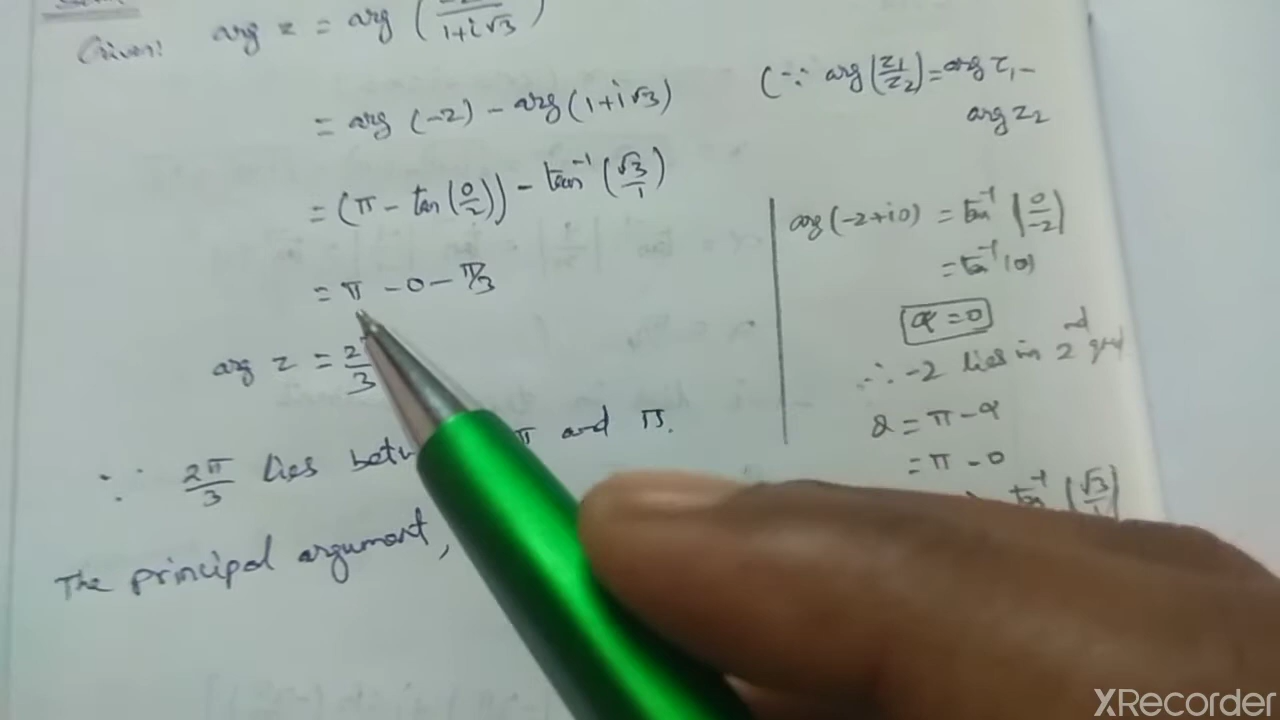 Given: arg z = arg (-2/1+i√3)
= arg (-2) - arg (1+i√3)
(∵ arg(z1/z2) = arg z1 -
arg z2
= (π - tan(0/2)) - tan⁻¹(√3/1)
= π - 0 - π/3
arg z = 2
3
∵ 2π/3 lies π and π.
The principal argument,
arg(-2+i0) = tan⁻¹(0/-2)
= tan⁻¹(0)
α=0
∴ -2 lies in 2nd
= π - α
= π - 0
tan⁻¹(√3/1)
XRecorder